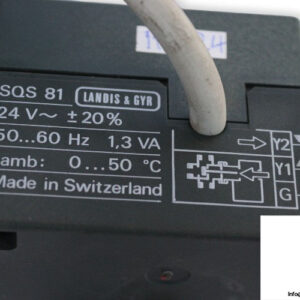 SQS 81 LANDIS & GYR
24 V~ ±20%
50...60 Hz 1,3 VA
amb: 0...50 °C
Made in Switzerland
Y2
Y1
G